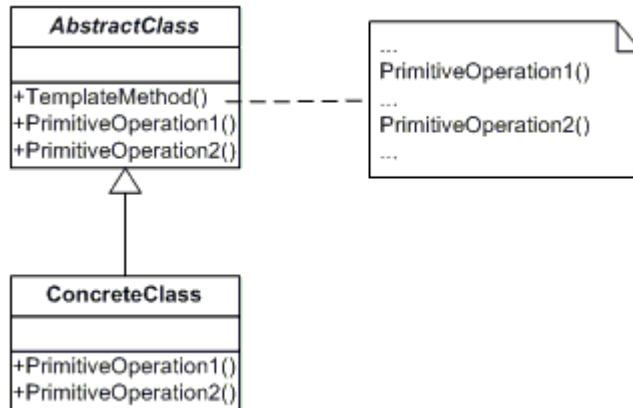 AbstractClass
+TemplateMethod()
+PrimitiveOperation1()
+PrimitiveOperation2()
...
PrimitiveOperation1()
...
PrimitiveOperation2()
...
ConcreteClass
+PrimitiveOperation1()
+PrimitiveOperation2()